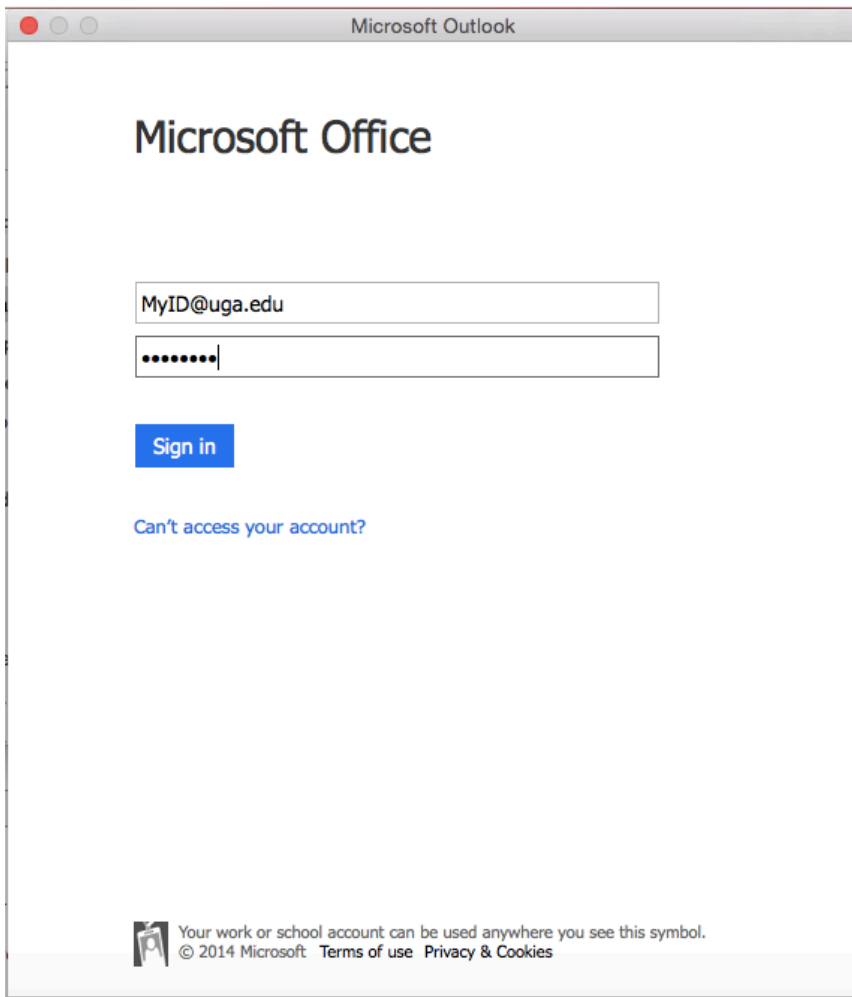 Microsoft Outlook
Microsoft Office
MyID@uga.edu
••••••••
Sign in
Can't access your account?
Your work or school account can be used anywhere you see this symbol.
© 2014 Microsoft Terms of use Privacy & Cookies